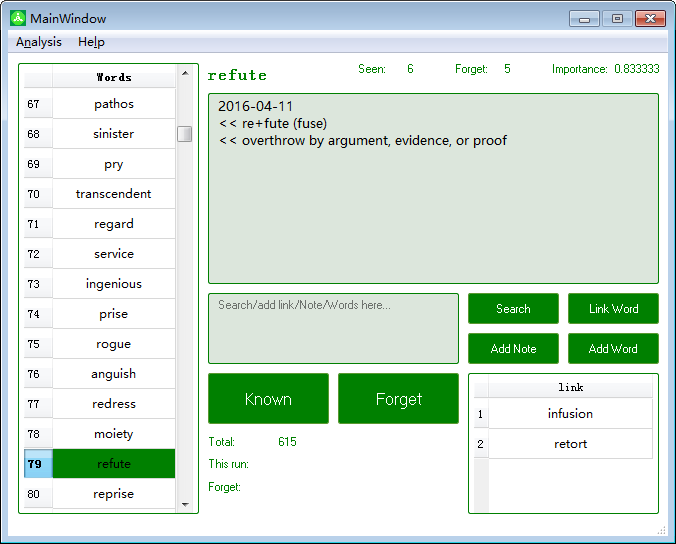 MainWindow
Analysis Help
Words
67 pathos
68 sinister
69 pry
70 transcendent
71 regard
72 service
73 ingenious
74 prise
75 rogue
76 anguish
77 redress
78 moiety
79 refute
80 reprise
refute
Seen: 6 Forget: 5 Importance: 0.833333
2016-04-11
<< re+fute (fuse)
<< overthrow by argument, evidence, or proof
Search/add link/Note/Words here...
Search Link Word
Add Note Add Word
Known Forget
Total: 615
This run:
Forget:
link
1 infusion
2 retort